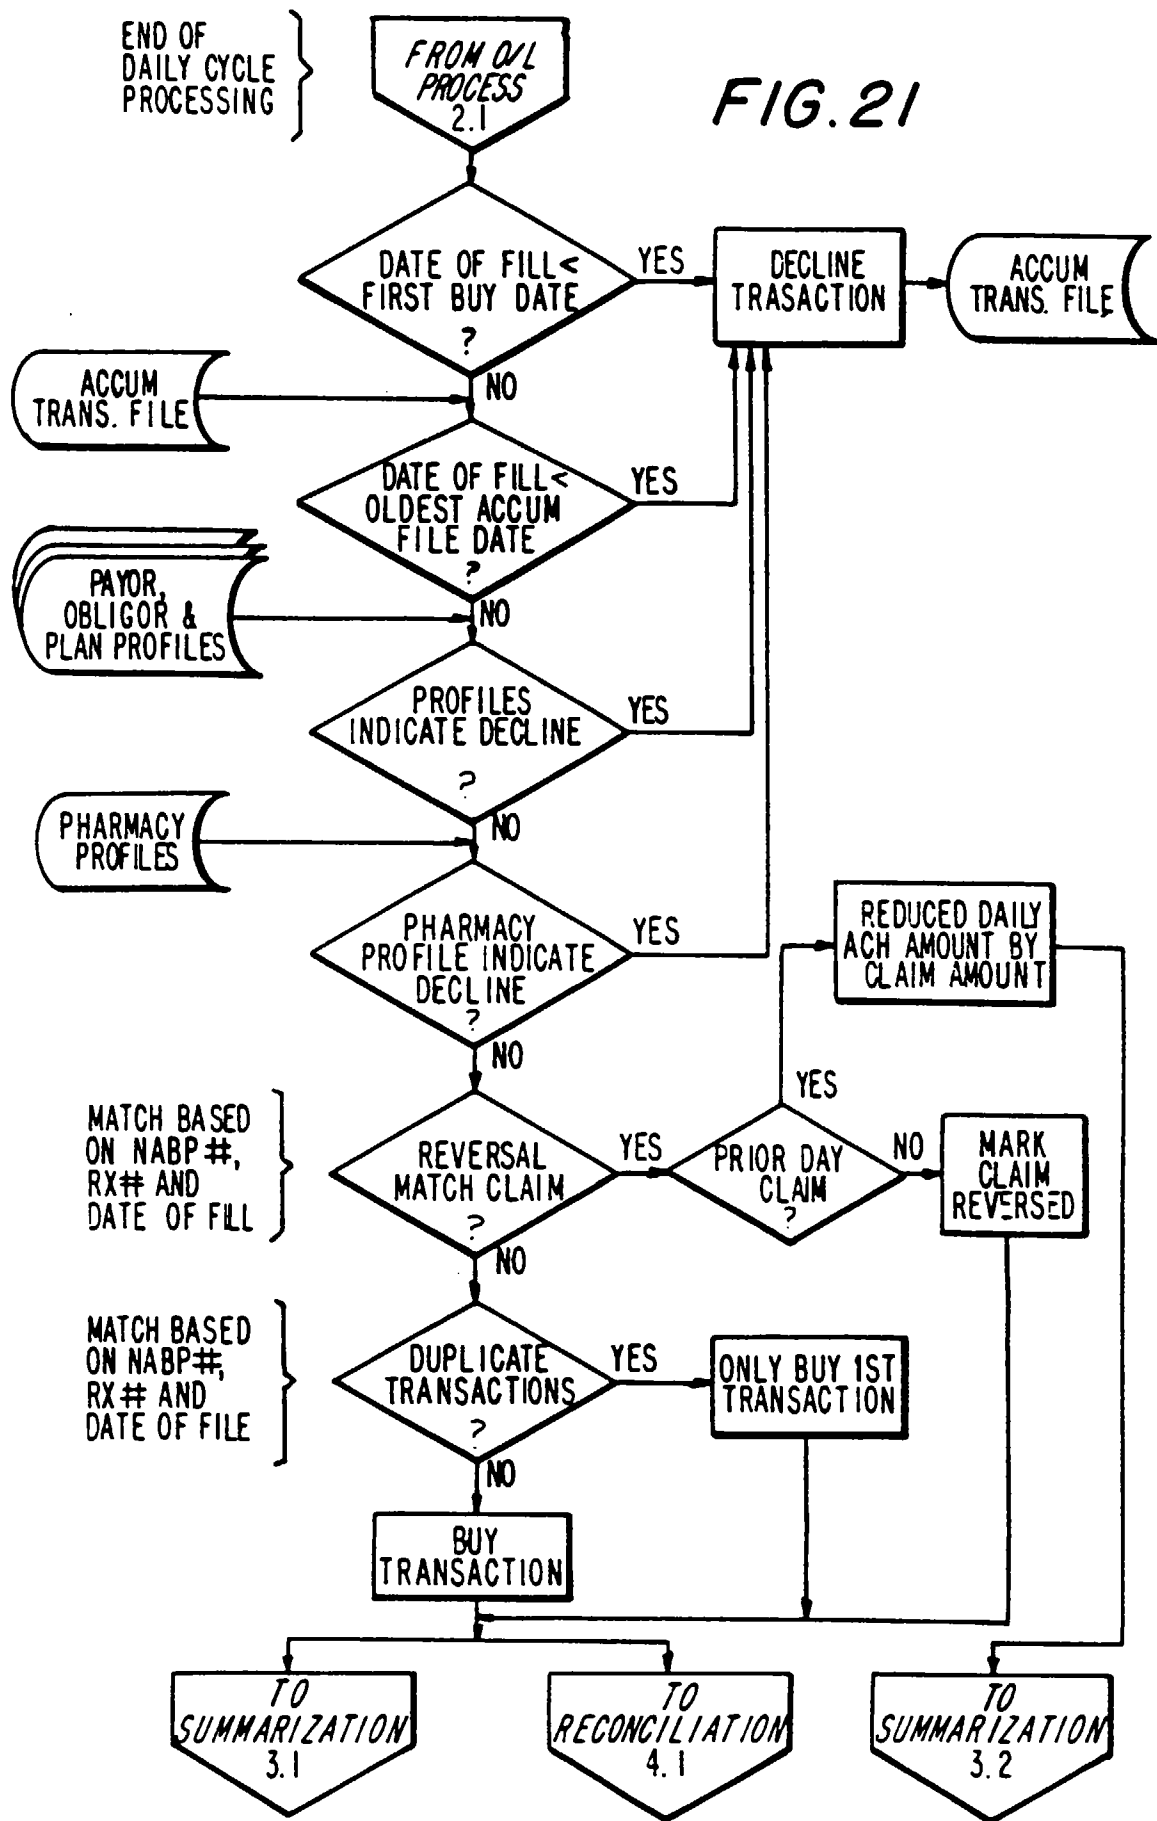 END OF
DAILY CYCLE
PROCESSING
FROM O/L
PROCESS
2.1
FIG. 21
DATE OF FILL <
FIRST BUY DATE
?
YES
DECLINE
TRASACTION
ACCUM
TRANS. FILE
NO
ACCUM
TRANS. FILE
DATE OF FILL <
OLDEST ACCUM
FILE DATE
?
YES
NO
PAYOR,
OBLIGOR &
PLAN PROFILES
PROFILES
INDICATE DECLINE
?
YES
NO
PHARMACY
PROFILES
PHARMACY
PROFILE INDICATE
DECLINE
?
YES
NO
REDUCED DAILY
ACH AMOUNT BY
CLAIM AMOUNT
MATCH BASED
ON NABP #,
RX# AND
DATE OF FILL
REVERSAL
MATCH CLAIM
?
YES
PRIOR DAY
CLAIM
?
YES
NO
MARK
CLAIM
REVERSED
NO
MATCH BASED
ON NABP#,
RX# AND
DATE OF FILE
DUPLICATE
TRANSACTIONS
?
YES
ONLY BUY 1ST
TRANSACTION
NO
BUY
TRANSACTION
TO
SUMMARIZATION
3.1
TO
RECONCILIATION
4.1
TO
SUMMARIZATION
3.2